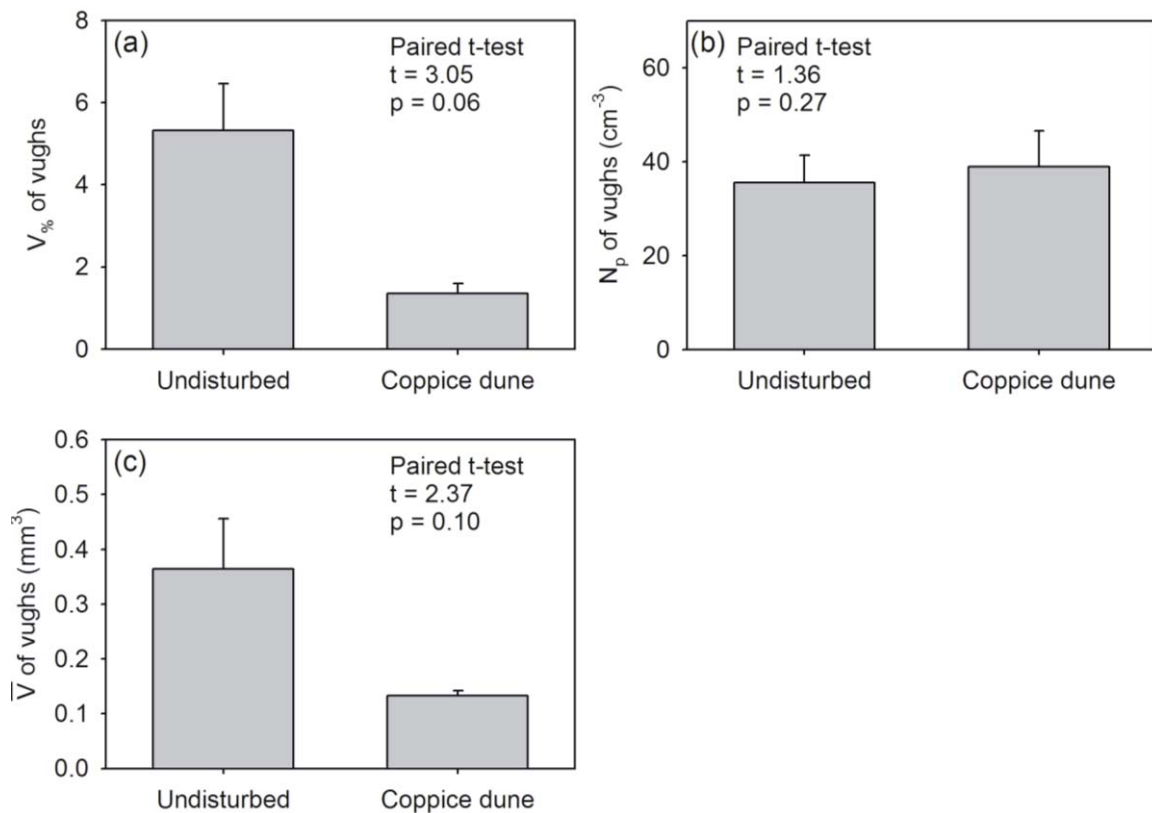 (a)
Paired t-test
t = 3.05
p = 0.06
V% of vughs
8
6
4
2
0
Undisturbed
Coppice dune
(b)
Paired t-test
t = 1.36
p = 0.27
Np of vughs (cm-3)
60
40
20
0
Undisturbed
Coppice dune
(c)
Paired t-test
t = 2.37
p = 0.10
V̅ of vughs (mm3)
0.6
0.5
0.4
0.3
0.2
0.1
0.0
Undisturbed
Coppice dune